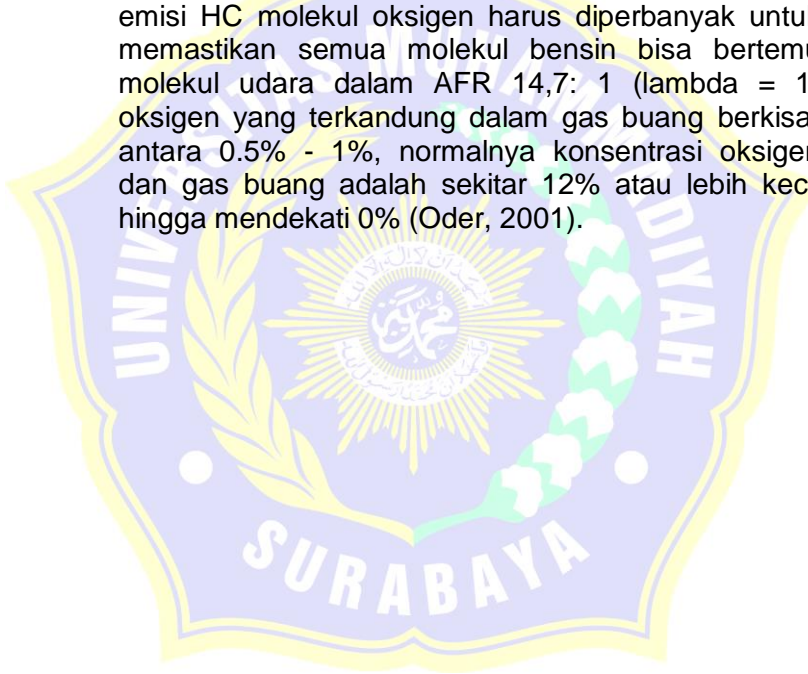 emisi HC molekul oksigen harus diperbanyak untu
memastikan semua molekul bensin bisa bertemu
molekul udara dalam AFR 14,7: 1 (lambda = 1
oksigen yang terkandung dalam gas buang berkisa
antara 0.5% - 1%, normalnya konsentrasi oksigen
dan gas buang adalah sekitar 12% atau lebih kec
hingga mendekati 0% (Oder, 2001).
UNIVERSITAS MUHAMMADIYAH
SURABAYA